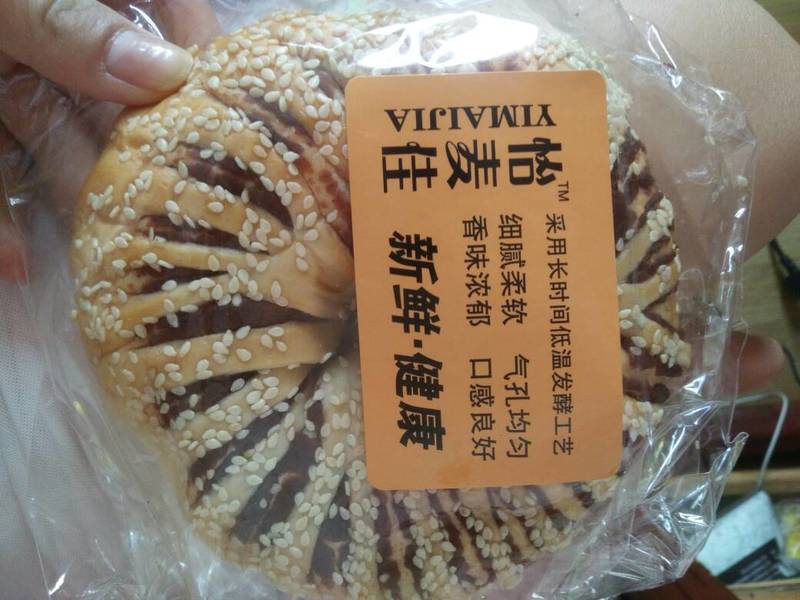 怡麦佳™
YIMAIJIA
采用长时间低温发酵工艺
细腻柔软 气孔均匀
香味浓郁 口感良好
新鲜·健康